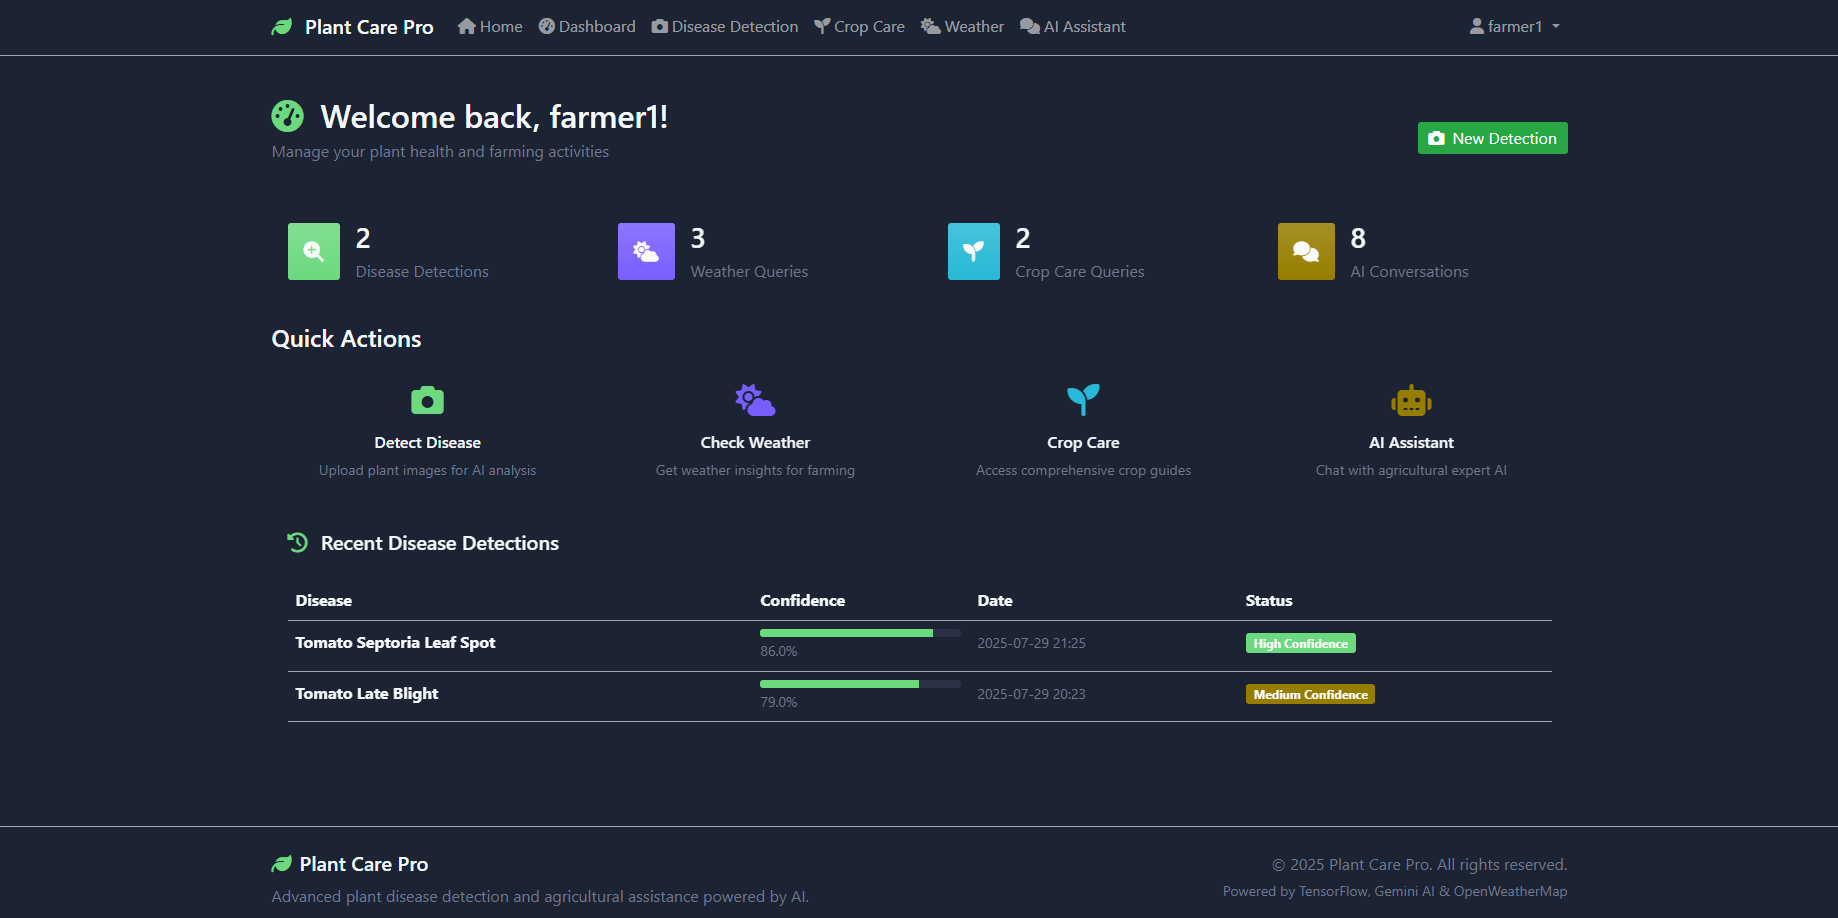 Plant Care Pro Home Dashboard Disease Detection Crop Care Weather AI Assistant farmer1
Welcome back, farmer1!
Manage your plant health and farming activities
New Detection
2
Disease Detections
3
Weather Queries
2
Crop Care Queries
8
AI Conversations
Quick Actions
Detect Disease
Upload plant images for AI analysis
Check Weather
Get weather insights for farming
Crop Care
Access comprehensive crop guides
AI Assistant
Chat with agricultural expert AI
Recent Disease Detections
Disease Confidence Date Status
Tomato Septoria Leaf Spot 86.0% 2025-07-29 21:25 High Confidence
Tomato Late Blight 79.0% 2025-07-29 20:23 Medium Confidence
Plant Care Pro
Advanced plant disease detection and agricultural assistance powered by AI.
© 2025 Plant Care Pro. All rights reserved.
Powered by TensorFlow, Gemini AI & OpenWeatherMap